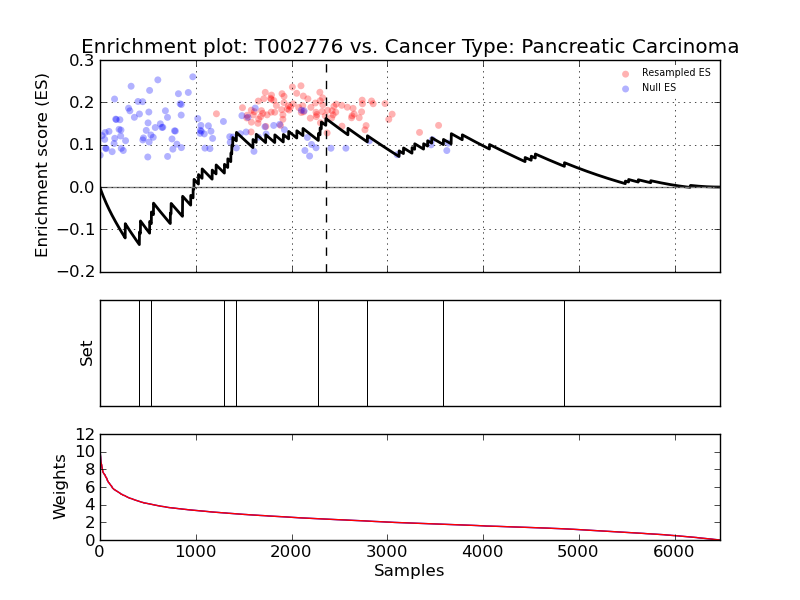 Enrichment plot: T002776 vs. Cancer Type: Pancreatic Carcinoma
Enrichment score (ES)
0.3
0.2
0.1
0.0
−0.1
−0.2
Resampled ES
Null ES
Set
Weights
12
10
8
6
4
2
0
0 1000 2000 3000 4000 5000 6000
Samples